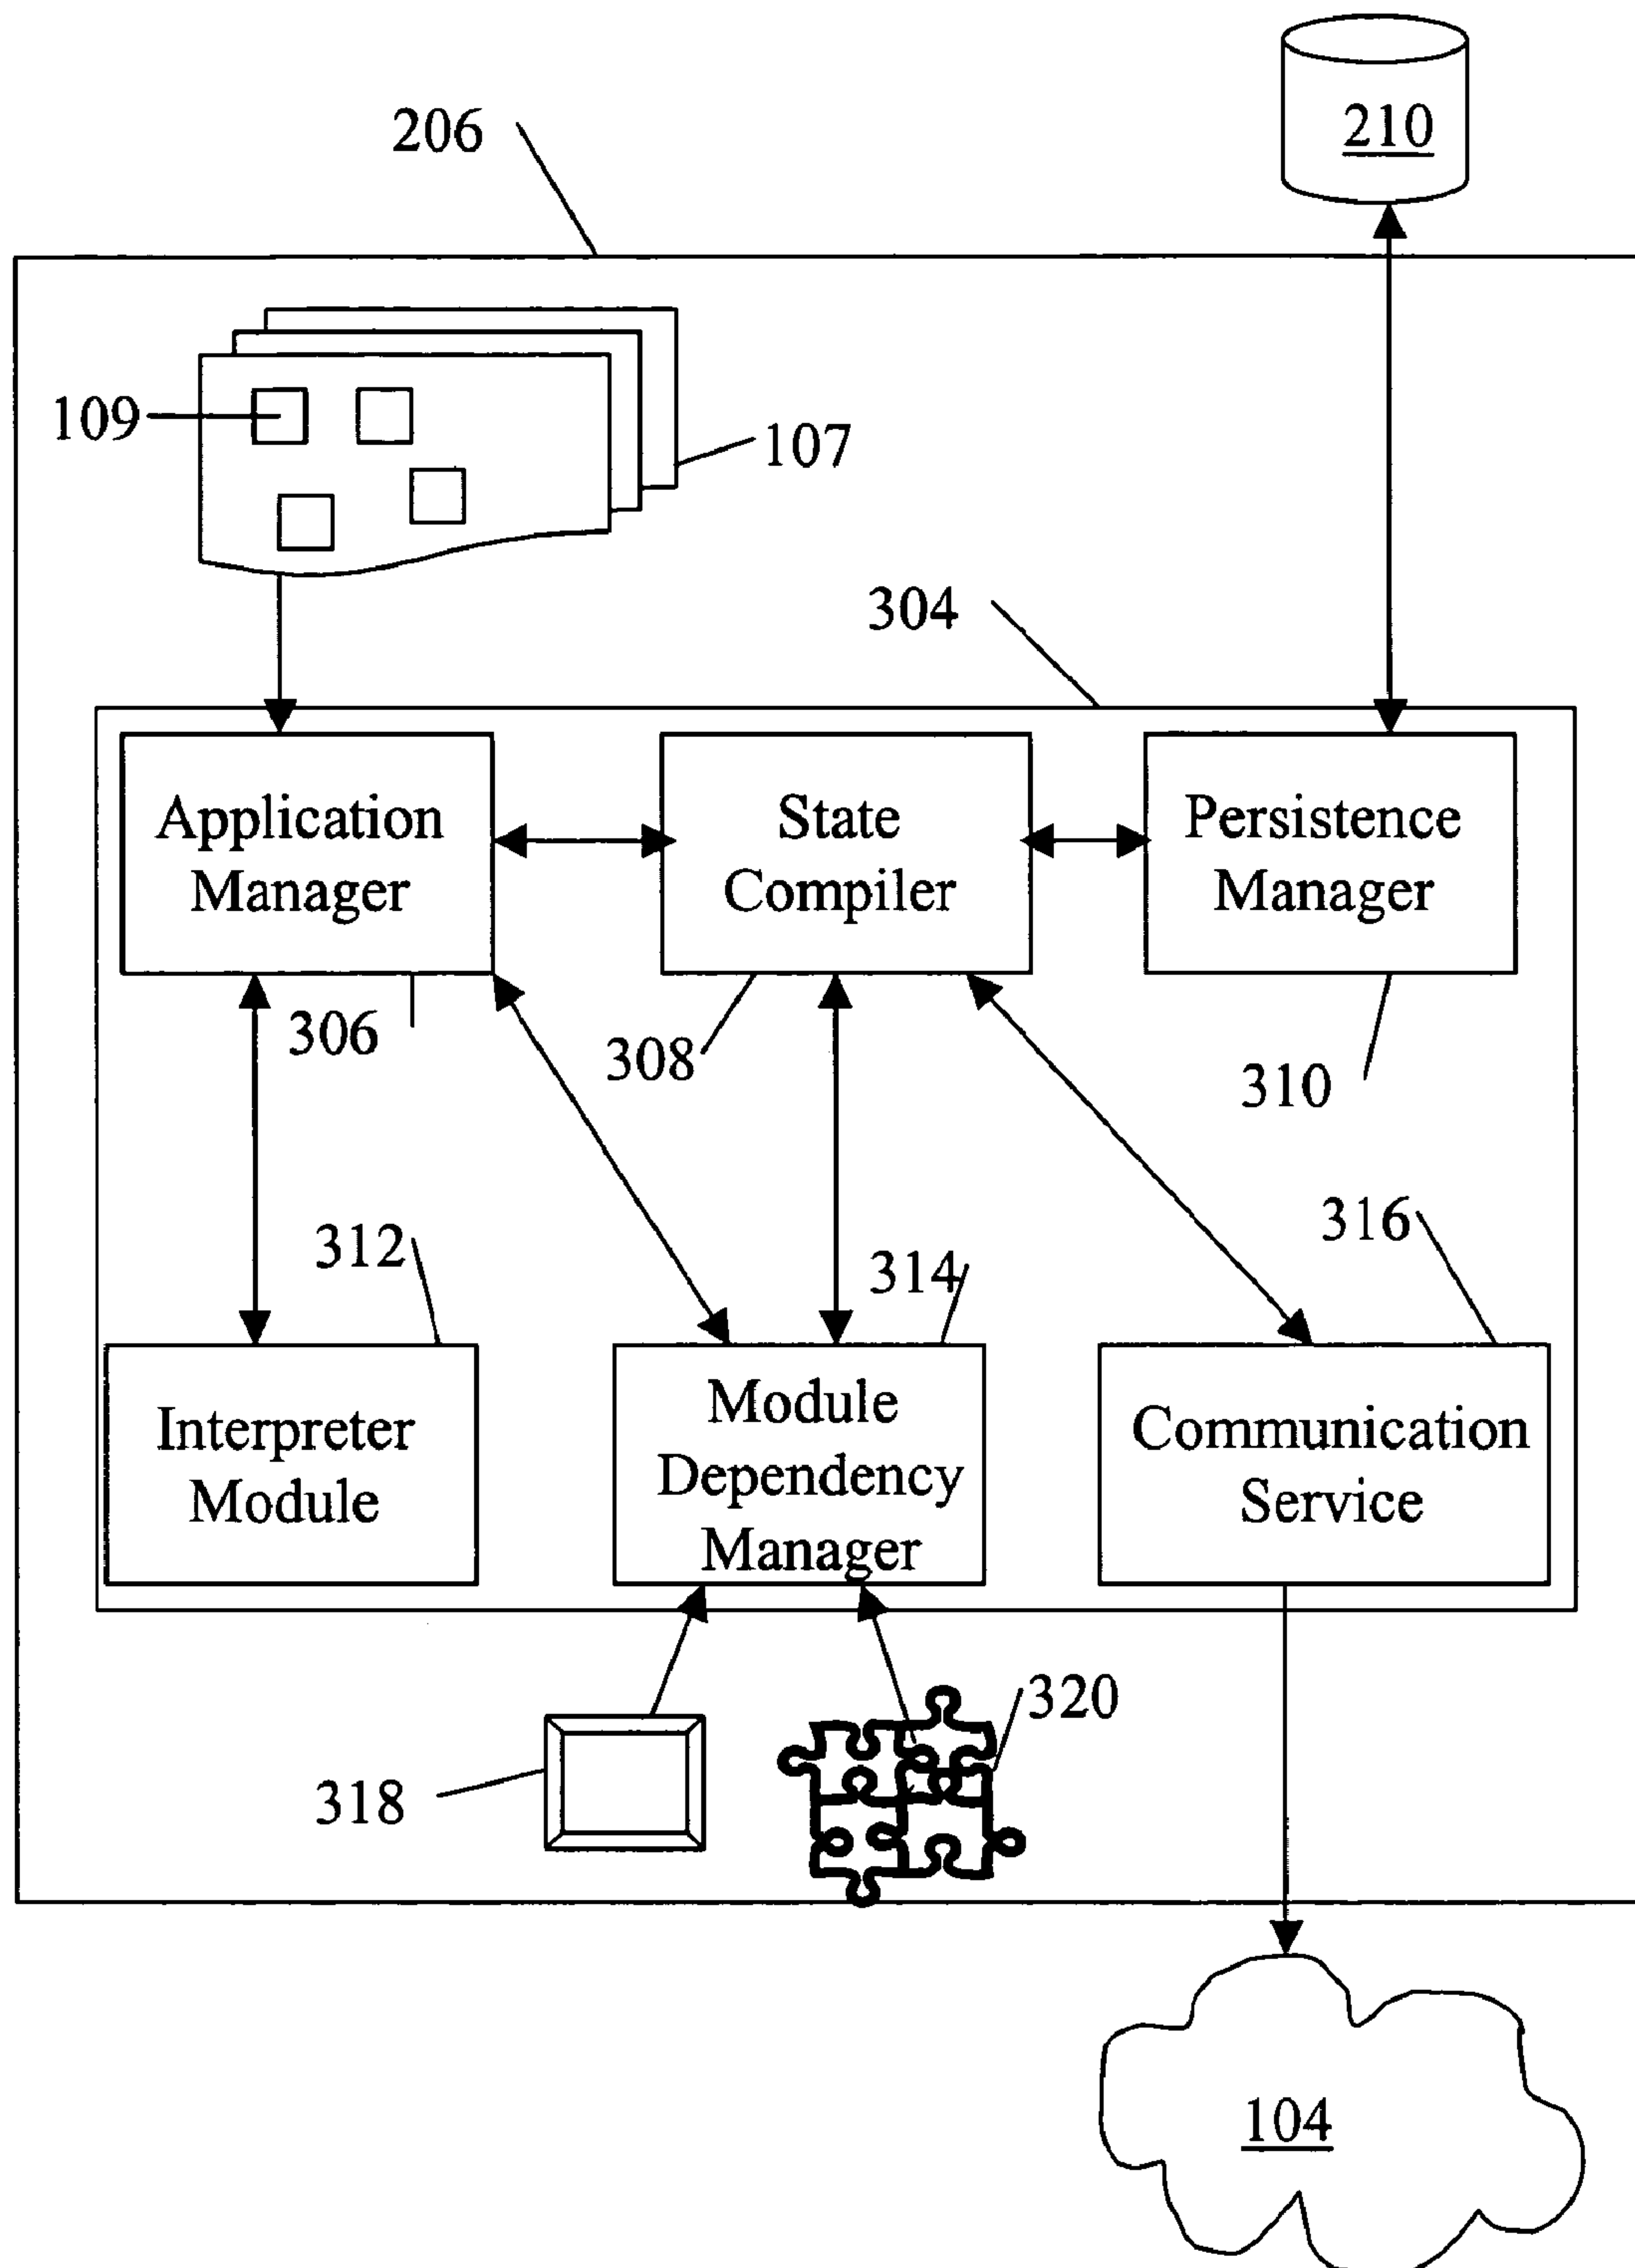 210
206
109
107
304
Application
Manager
State
Compiler
Persistence
Manager
306
308
310
312
314
316
Interpreter
Module
Module
Dependency
Manager
Communication
Service
318
320
104